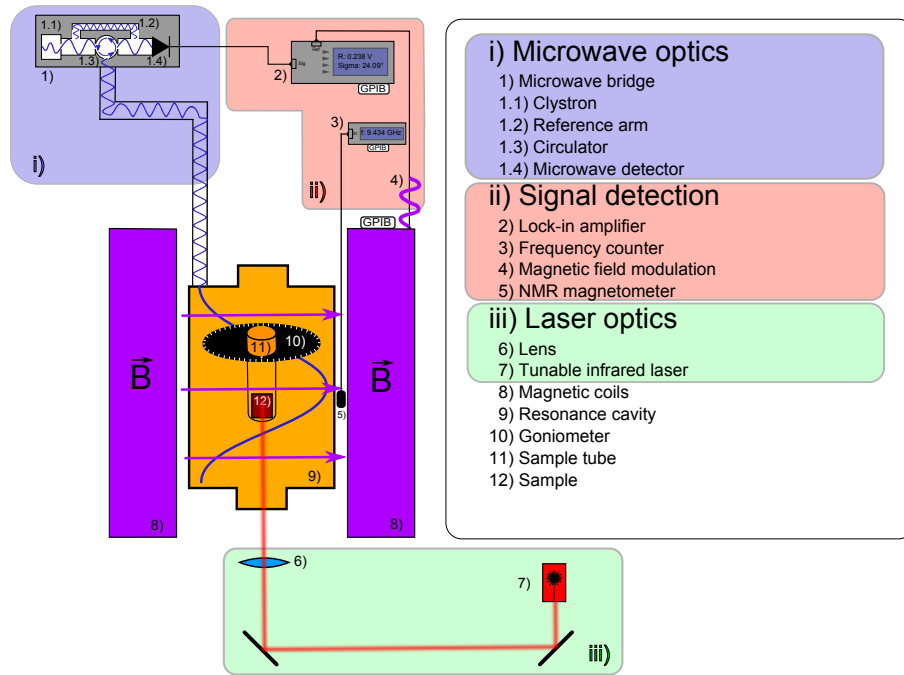 1.1)
1.2)
1.3)
1.4)
1)
i)
Ref
Sig
R: 0.238 V
Sigma: 24.09°
2)
GPIB
3)
f: 9.434 GHz
GPIB
4)
ii)
GPIB
B
B
10)
11)
12)
5)
9)
8)
8)
6)
7)
iii)
i) Microwave optics
1) Microwave bridge
1.1) Clystron
1.2) Reference arm
1.3) Circulator
1.4) Microwave detector
ii) Signal detection
2) Lock-in amplifier
3) Frequency counter
4) Magnetic field modulation
5) NMR magnetometer
iii) Laser optics
6) Lens
7) Tunable infrared laser
8) Magnetic coils
9) Resonance cavity
10) Goniometer
11) Sample tube
12) Sample